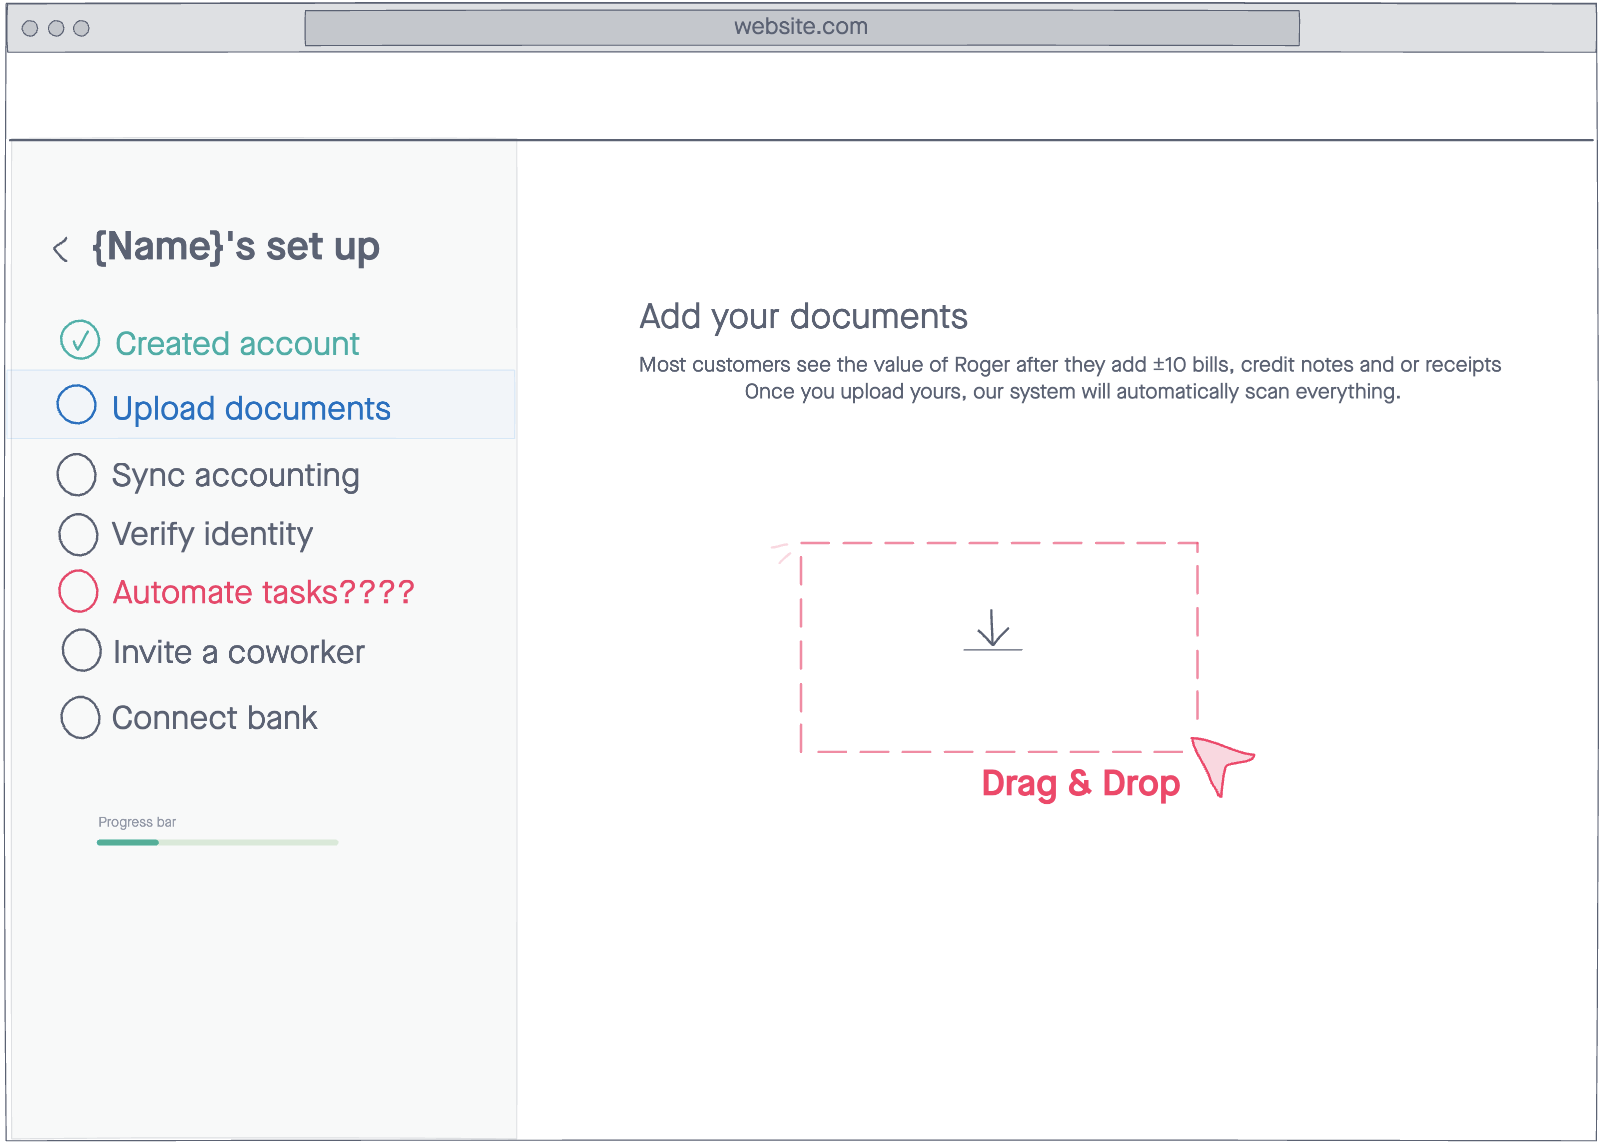 website.com
{Name}'s set up
Created account
Upload documents
Sync accounting
Verify identity
Automate tasks????
Invite a coworker
Connect bank
Progress bar
Add your documents
Most customers see the value of Roger after they add ±10 bills, credit notes and or receipts
Once you upload yours, our system will automatically scan everything.
Drag & Drop